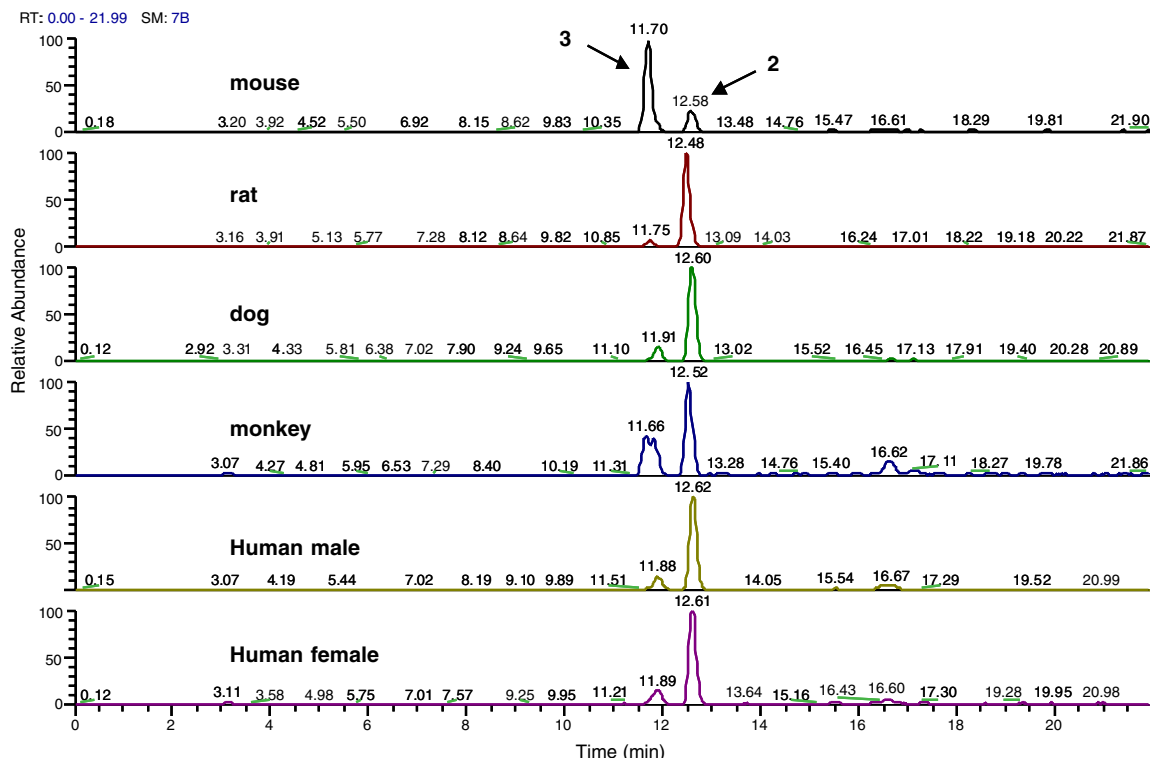 RT: 0.00 - 21.99 SM: 7B
Relative Abundance
100
50
0
mouse
3
11.70
2
12.58
0.18 3.20 3.92 4.52 5.50 6.92 8.15 8.62 9.83 10.35 13.48 14.76 15.47 16.61 18.29 19.81 21.90
100
50
0
rat
12.48
11.75
3.16 3.91 5.13 5.77 7.28 8.12 8.64 9.82 10.85 13.09 14.03 16.24 17.01 18.22 19.18 20.22 21.87
100
50
0
dog
12.60
11.91
0.12 2.92 3.31 4.33 5.81 6.38 7.02 7.90 9.24 9.65 11.10 13.02 15.52 16.45 17.13 17.91 19.40 20.28 20.89
100
50
0
monkey
12.52
11.66
16.62
3.07 4.27 4.81 5.95 6.53 7.29 8.40 10.19 11.31 13.28 14.76 15.40 17.11 18.27 19.78 21.86
100
50
Human male
12.62
11.88
0.15 3.07 4.19 5.44 7.02 8.19 9.10 9.89 11.51 14.05 15.54 16.67 17.29 19.52 20.99
100
50
0
Human female
12.61
11.89
0.12 3.11 3.58 4.98 5.75 7.01 7.57 9.25 9.95 11.21 13.64 15.16 16.43 16.60 17.30 19.28 19.95 20.98
0 2 4 6 8 10 12 14 16 18 20
Time (min)